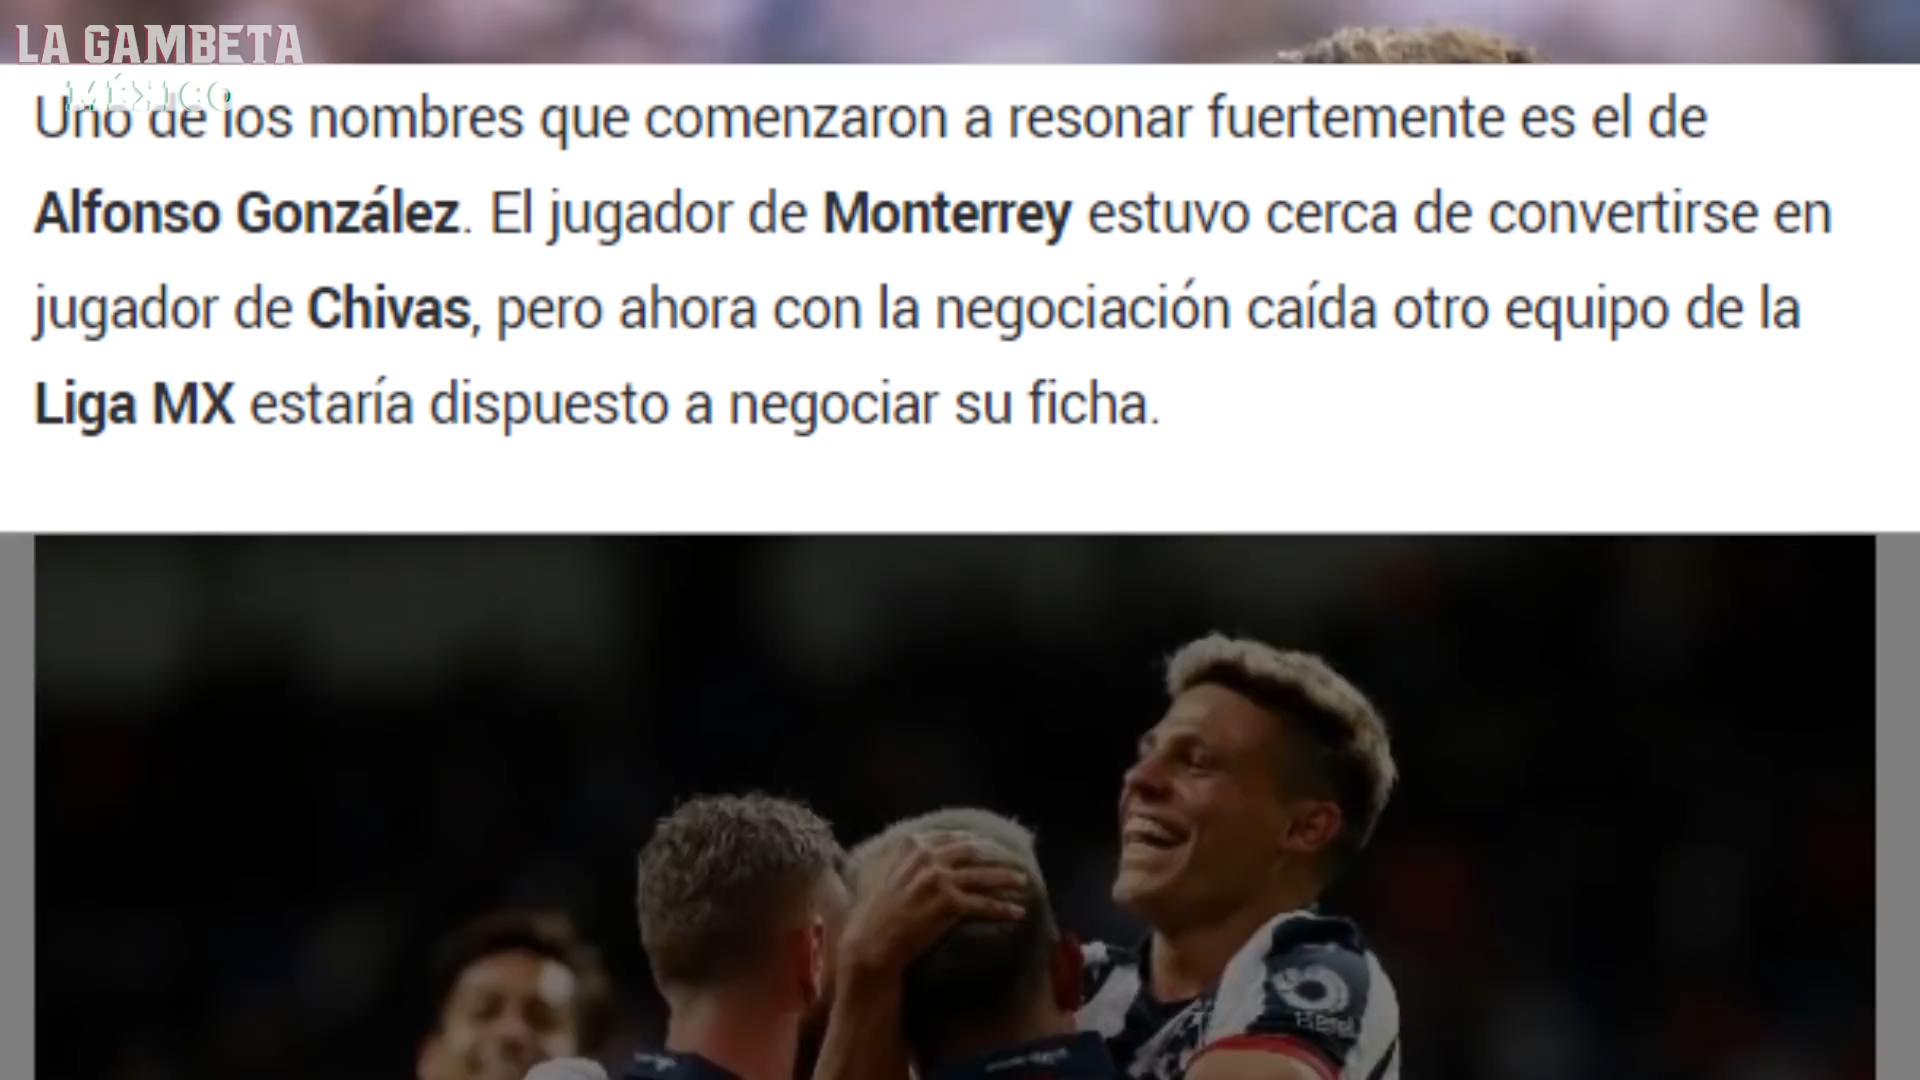 LA GAMBETA
MÉXICO
Uno de los nombres que comenzaron a resonar fuertemente es el de
Alfonso González. El jugador de Monterrey estuvo cerca de convertirse en
jugador de Chivas, pero ahora con la negociación caída otro equipo de la
Liga MX estaría dispuesto a negociar su ficha.